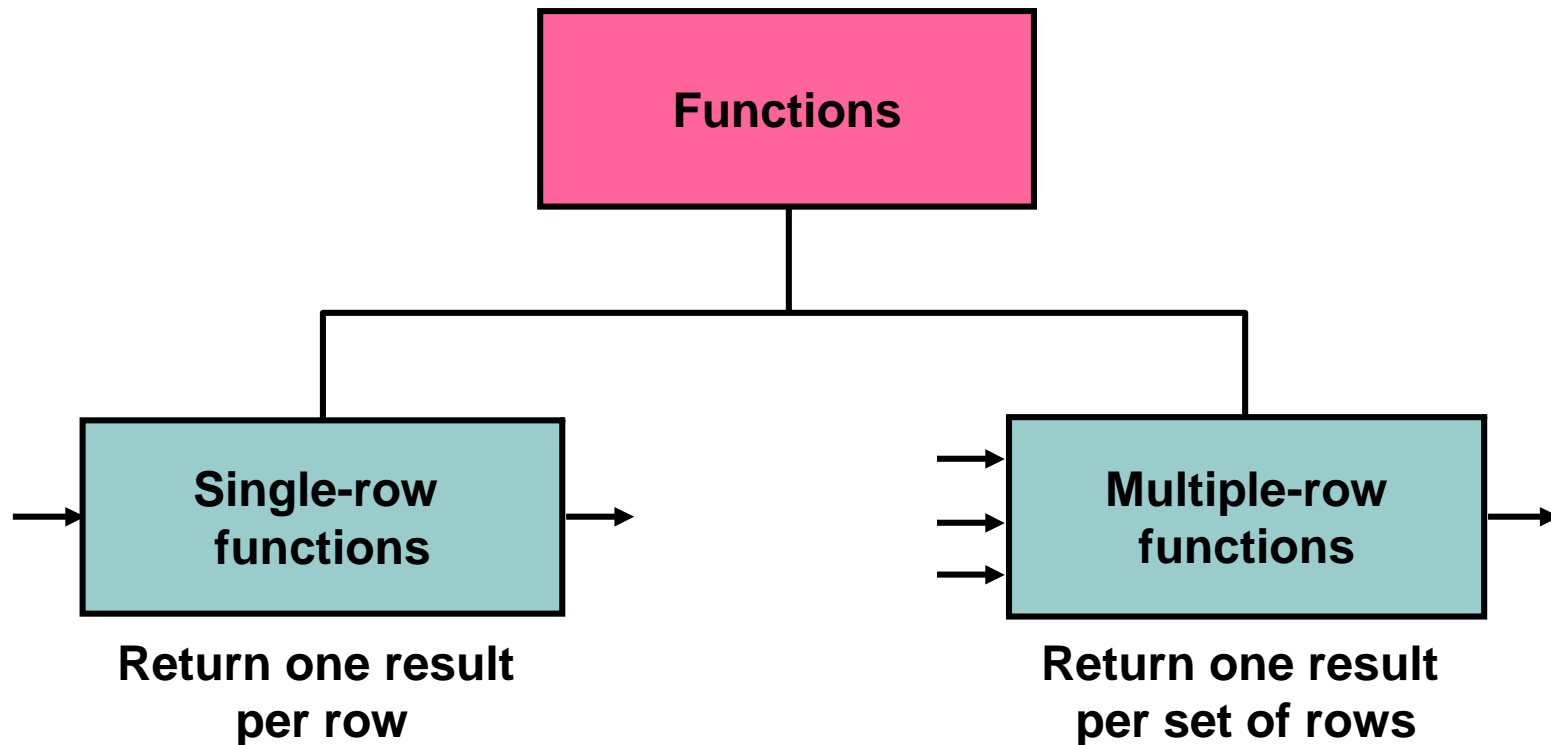 Functions
Single-row
functions
Multiple-row
functions
Return one result
per row
Return one result
per set of rows